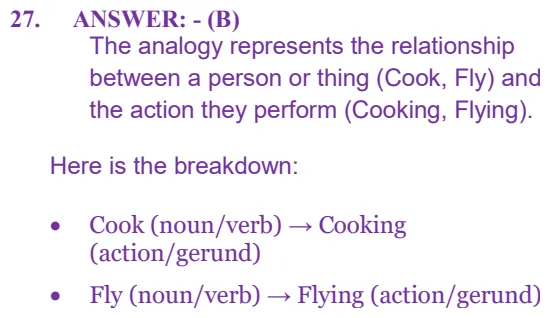 27. ANSWER: - (B)
The analogy represents the relationship
between a person or thing (Cook, Fly) and
the action they perform (Cooking, Flying).
Here is the breakdown:
• Cook (noun/verb) → Cooking
(action/gerund)
• Fly (noun/verb) → Flying (action/gerund)